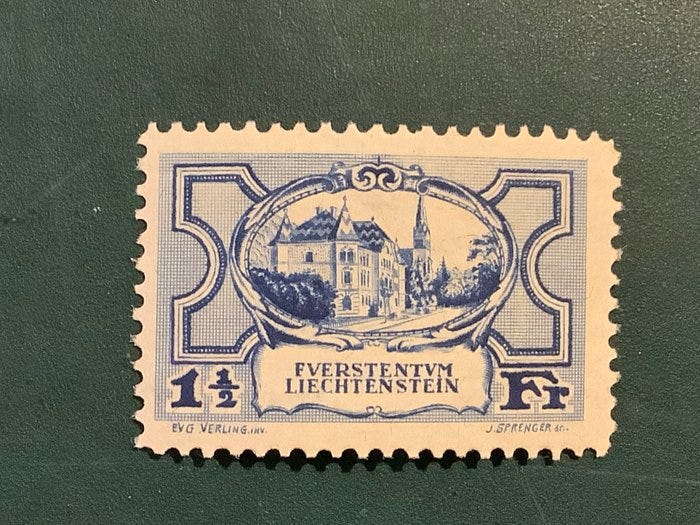 FVERSTENTVM
LIECHTENSTEIN
1 1/2 Fr
EVG VERLING.INV. J. SPRENGER sc.